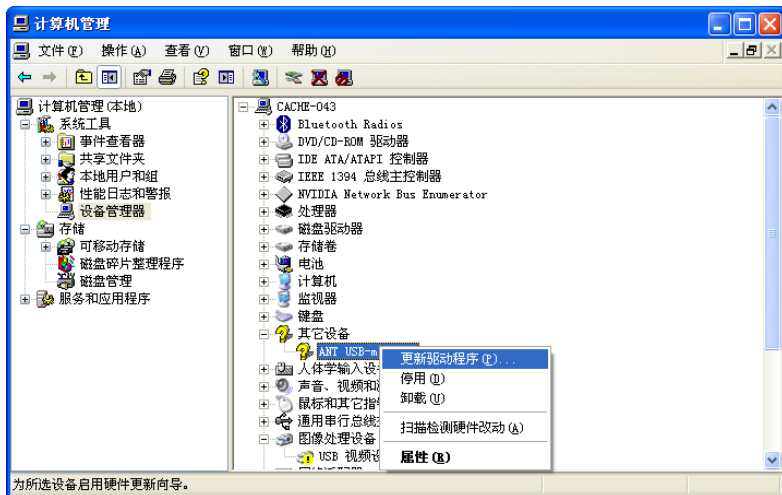 计算机管理
文件(F) 操作(A) 查看(V) 窗口(W) 帮助(H)
计算机管理(本地)
系统工具
事件查看器
共享文件夹
本地用户和组
性能日志和警报
设备管理器
存储
可移动存储
磁盘碎片整理程序
磁盘管理
服务和应用程序
CACHE-043
Bluetooth Radios
DVD/CD-ROM 驱动器
IDE ATA/ATAPI 控制器
IEEE 1394 总线主控制器
NVIDIA Network Bus Enumerator
处理器
磁盘驱动器
存储卷
电池
计算机
监视器
键盘
其它设备
ANT USB-m
人体学输入设
声音、视频和
鼠标和其它指
通用串行总线
图像处理设备
USB 视频设
更新驱动程序(P)...
停用(D)
卸载(U)
扫描检测硬件改动(A)
属性(R)
为所选设备启用硬件更新向导。